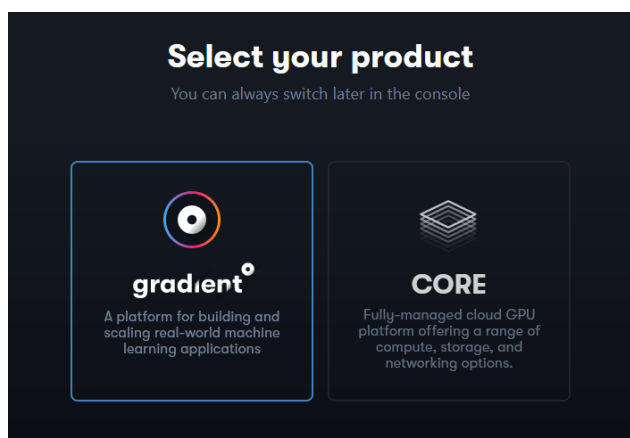 Select your product
You can always switch later in the console
gradient
A platform for building and
scaling real-world machine
learning applications
CORE
Fully-managed cloud GPU
platform offering a range of
compute, storage, and
networking options.